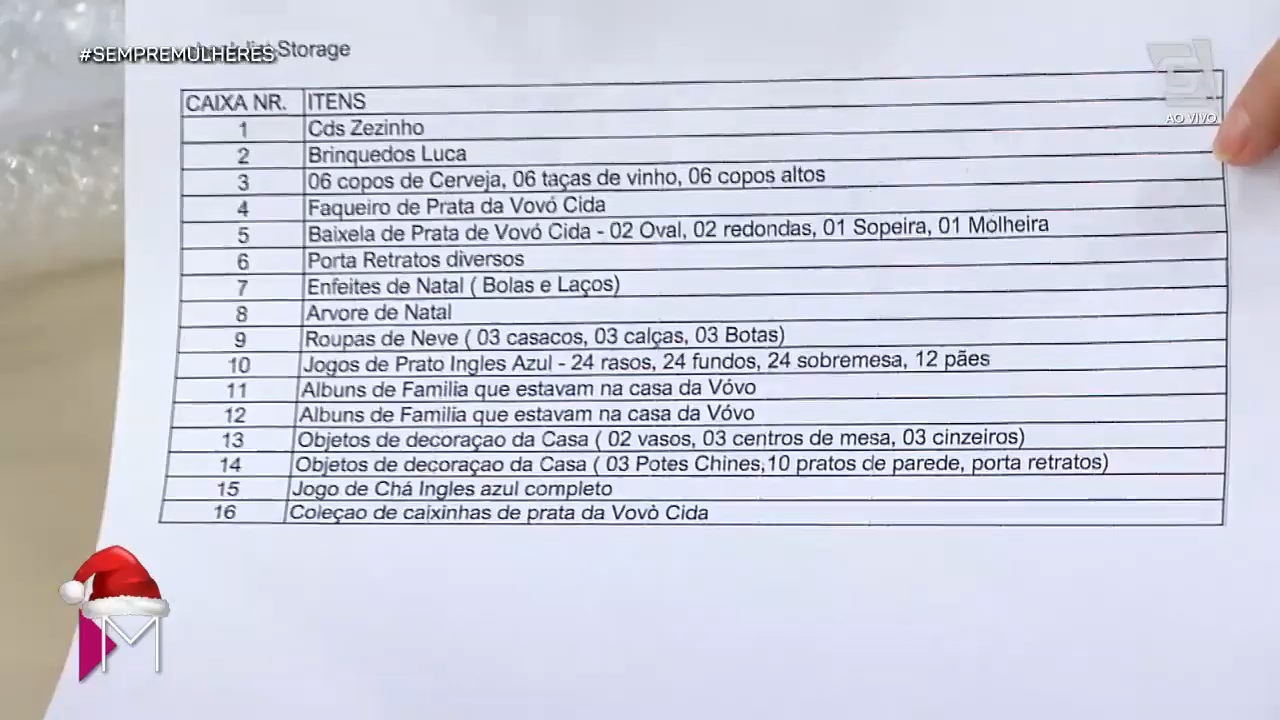 #SEMPREMULHERES
Storage
AO VIVO
CAIXA NR. ITENS
1 Cds Zezinho
2 Brinquedos Luca
3 06 copos de Cerveja, 06 taças de vinho, 06 copos altos
4 Faqueiro de Prata da Vovó Cida
5 Baixela de Prata de Vovó Cida - 02 Oval, 02 redondas, 01 Sopeira, 01 Molheira
6 Porta Retratos diversos
7 Enfeites de Natal ( Bolas e Laços)
8 Arvore de Natal
9 Roupas de Neve ( 03 casacos, 03 calças, 03 Botas)
10 Jogos de Prato Ingles Azul - 24 rasos, 24 fundos, 24 sobremesa, 12 pães
11 Albuns de Familia que estavam na casa da Vóvo
12 Albuns de Familia que estavam na casa da Vóvo
13 Objetos de decoraçao da Casa ( 02 vasos, 03 centros de mesa, 03 cinzeiros)
14 Objetos de decoraçao da Casa ( 03 Potes Chines,10 pratos de parede, porta retratos)
15 Jogo de Chá Ingles azul completo
16 Coleçao de caixinhas de prata da Vovò Cida
M